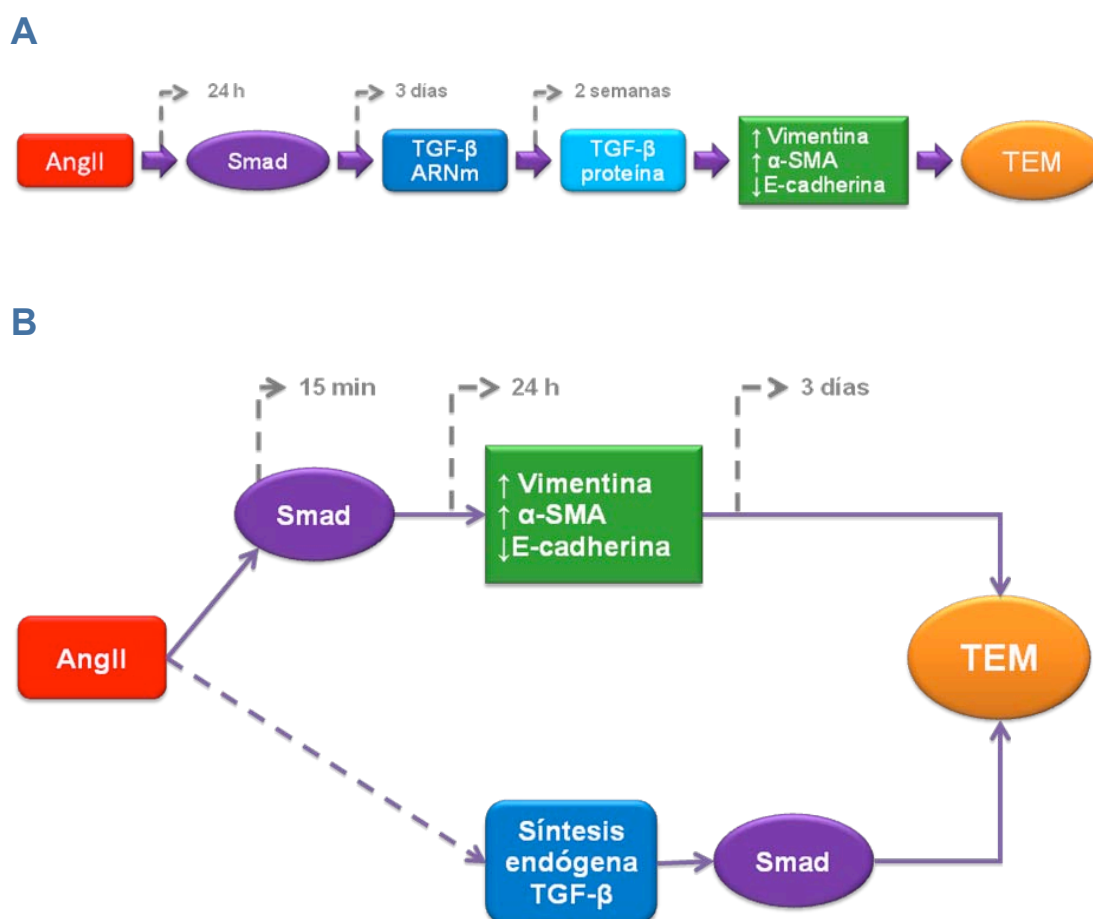 A
24 h
3 días
2 semanas
AngII
Smad
TGF-β
ARNm
TGF-β
proteína
↑ Vimentina
↑ α-SMA
↓E-cadherina
TEM
B
15 min
24 h
3 días
Smad
↑ Vimentina
↑ α-SMA
↓E-cadherina
AngII
TEM
Síntesis
endógena
TGF-β
Smad